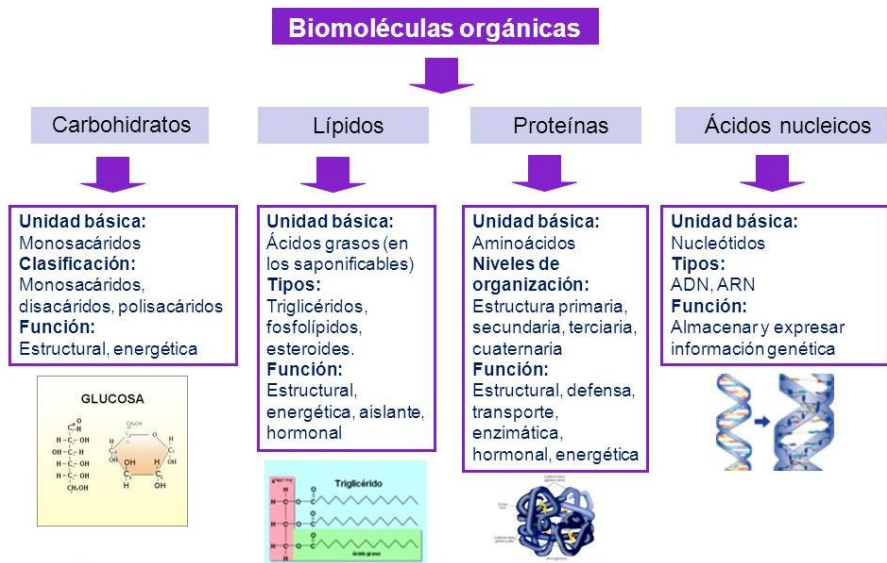 Biomoléculas orgánicas
Carbohidratos
Lípidos
Proteínas
Ácidos nucleicos
Unidad básica:
Monosacáridos
Clasificación:
Monosacáridos,
disacáridos, polisacáridos
Función:
Estructural, energética
Unidad básica:
Ácidos grasos (en
los saponificables)
Tipos:
Triglicéridos,
fosfolípidos,
esteroides.
Función:
Estructural,
energética, aislante,
hormonal
Unidad básica:
Aminoácidos
Niveles de
organización:
Estructura primaria,
secundaria, terciaria,
cuaternaria
Función:
Estructural, defensa,
transporte,
enzimática,
hormonal, energética
Unidad básica:
Nucleótidos
Tipos:
ADN, ARN
Función:
Almacenar y expresar
información genética
GLUCOSA
Triglicérido
ácido graso